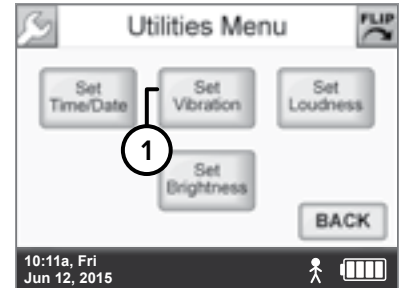 Utilities Menu
FLIP
Set
Time/Date
Set
Vibration
Set
Loudness
1
Set
Brightness
BACK
10:11a, Fri
Jun 12, 2015